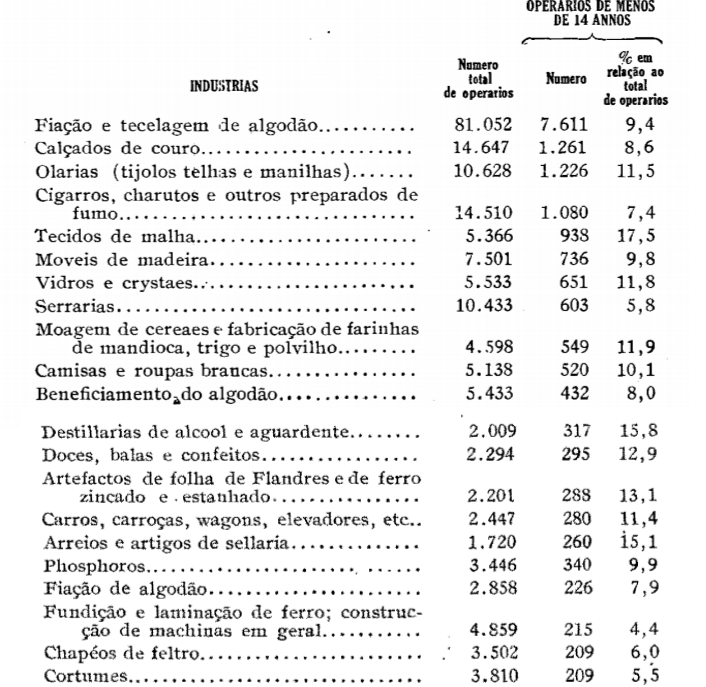 OPERARIOS DE MENOS
DE 14 ANNOS
INDUSTRIAS
Numero
total
de operarios
Numero
% em
relação ao
total
de operarios
Fiação e tecelagem de algodão........... 81.052 7.611 9,4
Calçados de couro....................... 14.647 1.261 8,6
Olarias (tijolos telhas e manilhas)....... 10.628 1.226 11,5
Cigarros, charutos e outros preparados de
fumo................................ 14.510 1.080 7,4
Tecidos de malha........................ 5.366 938 17,5
Moveis de madeira...................... 7.501 736 9,8
Vidros e crystaes....................... 5.533 651 11,8
Serrarias................................ 10.433 603 5,8
Moagem de cereaes e fabricação de farinhas
de mandioca, trigo e polvilho......... 4.598 549 11,9
Camisas e roupas brancas............... 5.138 520 10,1
Beneficiamento do algodão.............. 5.433 432 8,0
Destillarias de alcool e aguardente........ 2.009 317 15,8
Doces, balas e confeitos................. 2.294 295 12,9
Artefactos de folha de Flandres e de ferro
zincado e estanhado................ 2.201 288 13,1
Carros, carroças, wagons, elevadores, etc.. 2.447 280 11,4
Arreios e artigos de sellaria.............. 1.720 260 15,1
Phosphoros............................. 3.446 340 9,9
Fiação de algodão....................... 2.858 226 7,9
Fundição e laminação de ferro; construc-
ção de machinas em geral........... 4.859 215 4,4
Chapéos de feltro........................ 3.502 209 6,0
Cortumes................................ 3.810 209 5,5